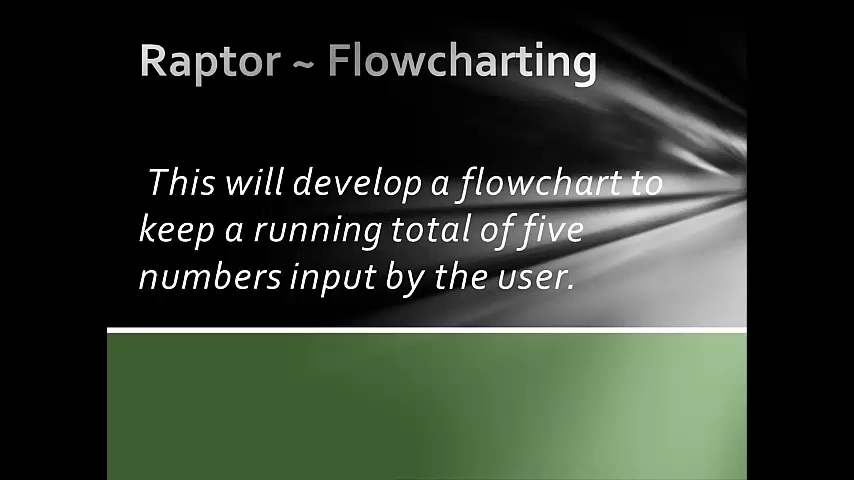 Raptor ~ Flowcharting
This will develop a flowchart to
keep a running total of five
numbers input by the user.